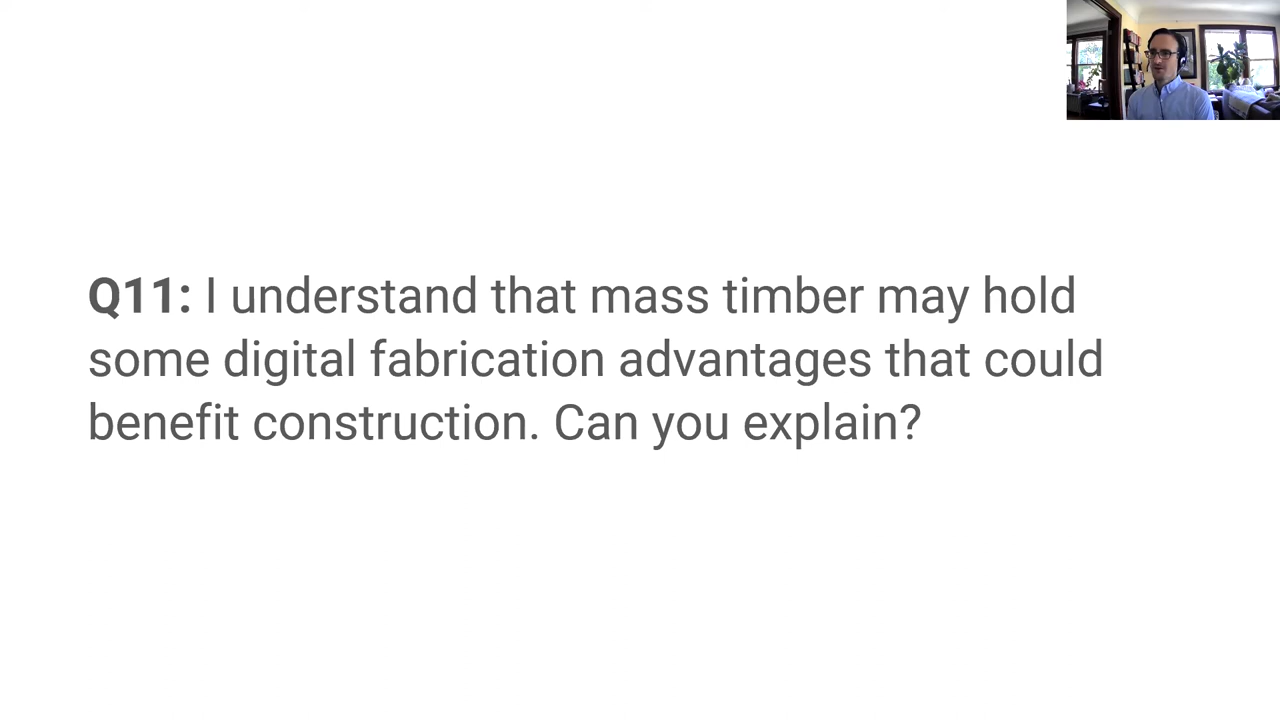 Q11: I understand that mass timber may hold
some digital fabrication advantages that could
benefit construction. Can you explain?